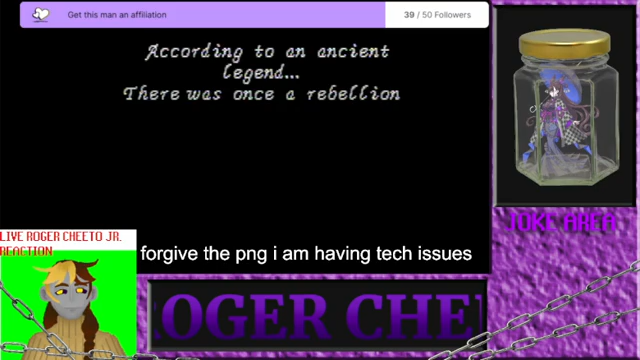 Get this man an affiliation
39 / 50 Followers
According to an ancient
legend...
There was once a rebellion
JOKE AREA
LIVE ROGER CHEETO JR.
REACTION
forgive the png i am having tech issues
ROGER CHE